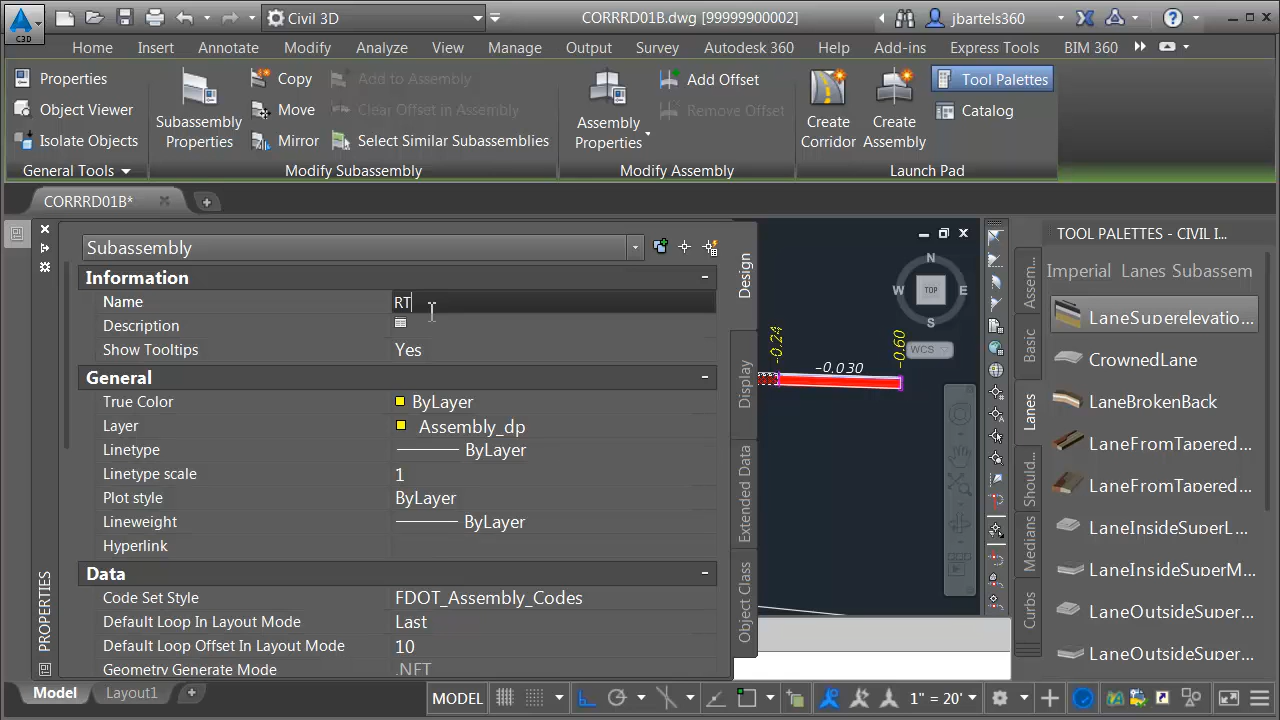 Civil 3D
CORRRD01B.dwg [99999900002]
jbartels360
C3D
Home Insert Annotate Modify Analyze View Manage Output Survey Autodesk 360 Help Add-ins Express Tools BIM 360
Properties
Object Viewer
Isolate Objects
General Tools
Subassembly
Properties
Copy
Move
Mirror
Add to Assembly
Clear Offset in Assembly
Select Similar Subassemblies
Modify Subassembly
Assembly
Properties
Add Offset
Remove Offset
Modify Assembly
Create
Corridor
Create
Assembly
Tool Palettes
Catalog
Launch Pad
CORRRD01B*
Subassembly
Information
Name RT
Description
Show Tooltips Yes
General
True Color ByLayer
Layer Assembly_dp
Linetype ByLayer
Linetype scale 1
Plot style ByLayer
Lineweight ByLayer
Hyperlink
Data
Code Set Style FDOT_Assembly_Codes
Default Loop In Layout Mode Last
Default Loop Offset In Layout Mode 10
Geometry Generate Mode .NET
PROPERTIES
Design
Display
Extended Data
Object Class
N
W TOP E
S
WCS
-0.24
-0.030
-0.60
TOOL PALETTES - CIVIL I...
Imperial Lanes Subassem
LaneSuperelevatio...
CrownedLane
LaneBrokenBack
LaneFromTapered...
LaneFromTapered...
LaneInsideSuperL...
LaneInsideSuperM...
LaneOutsideSuper...
LaneOutsideSuper...
Assem...
Basic
Lanes
Should...
Medians
Curbs
Model Layout1
MODEL
1" = 20'